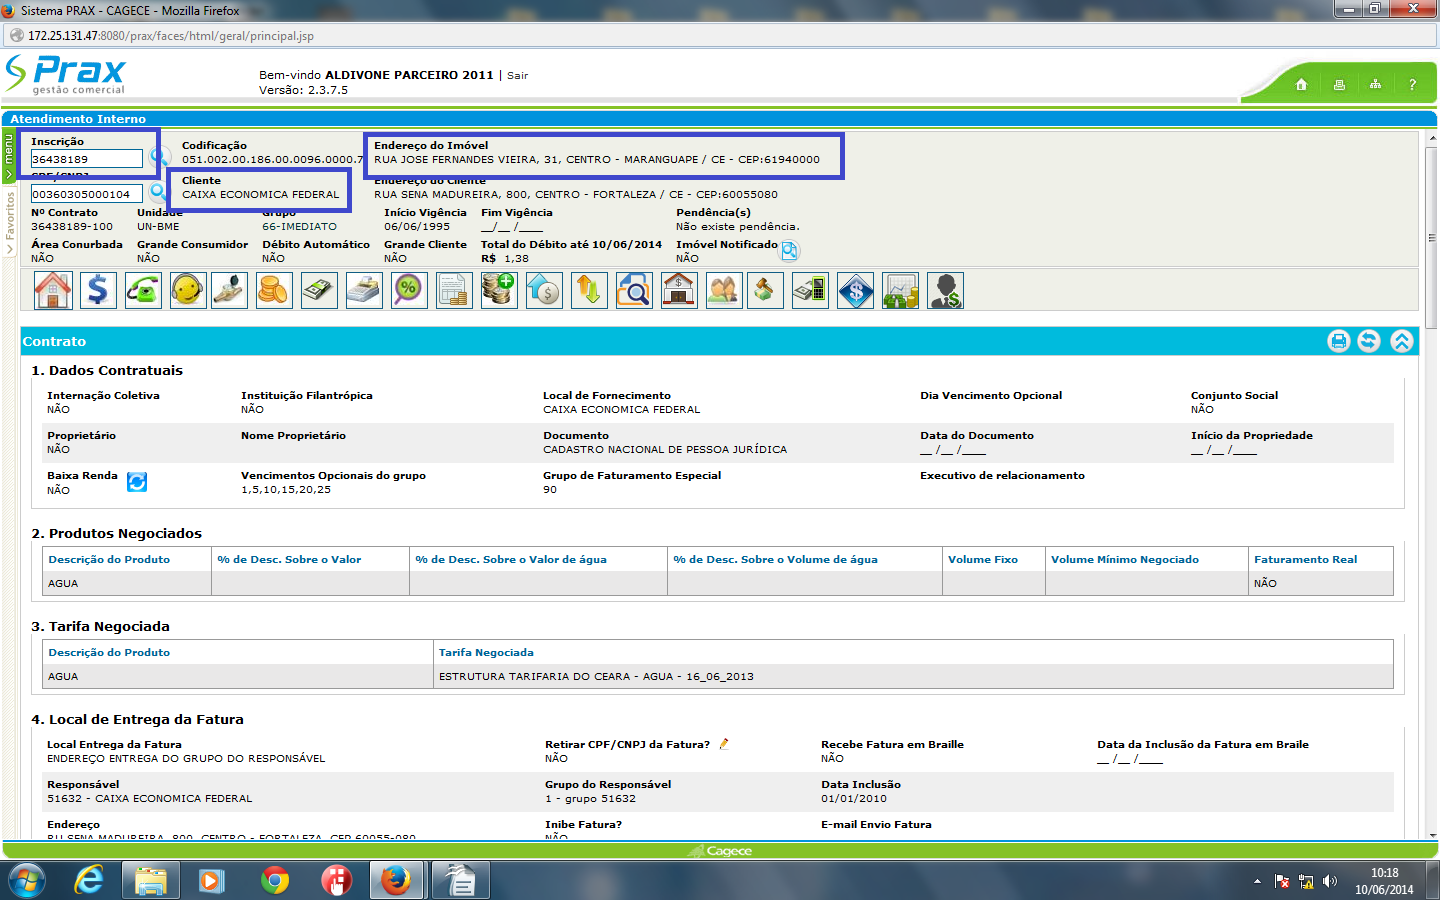 Sistema PRAX - CAGECE - Mozilla Firefox
172.25.131.47:8080/prax/faces/html/geral/principal.jsp
Prax
gestão comercial
Bem-vindo ALDIVONE PARCEIRO 2011 | Sair
Versão: 2.3.7.5
?
Atendimento Interno
menu
Favoritos
Inscrição Codificação Endereço do Imóvel
36438189 051.002.00.186.00.0096.0000.7 RUA JOSE FERNANDES VIEIRA, 31, CENTRO - MARANGUAPE / CE - CEP:61940000
CPF/CNPJ Cliente Endereço do Cliente
00360305000104 CAIXA ECONOMICA FEDERAL RUA SENA MADUREIRA, 800, CENTRO - FORTALEZA / CE - CEP:60055080
Nº Contrato Unidade Grupo Início Vigência Fim Vigência Pendência(s)
36438189-100 UN-BME 66-IMEDIATO 06/06/1995 __/__ /____ Não existe pendência.
Área Conurbada Grande Consumidor Débito Automático Grande Cliente Total do Débito até 10/06/2014 Imóvel Notificado
NÃO NÃO NÃO NÃO R$ 1,38 NÃO
Contrato
1. Dados Contratuais
Internação Coletiva Instituição Filantrópica Local de Fornecimento Dia Vencimento Opcional Conjunto Social
NÃO NÃO CAIXA ECONOMICA FEDERAL NÃO
Proprietário Nome Proprietário Documento Data do Documento Início da Propriedade
NÃO CADASTRO NACIONAL DE PESSOA JURÍDICA __ /__ /____ __ /__ /____
Baixa Renda Vencimentos Opcionais do grupo Grupo de Faturamento Especial Executivo de relacionamento
NÃO 1,5,10,15,20,25 90
2. Produtos Negociados
Descrição do Produto % de Desc. Sobre o Valor % de Desc. Sobre o Valor de água % de Desc. Sobre o Volume de água Volume Fixo Volume Mínimo Negociado Faturamento Real
AGUA NÃO
3. Tarifa Negociada
Descrição do Produto Tarifa Negociada
AGUA ESTRUTURA TARIFARIA DO CEARA - AGUA - 16_06_2013
4. Local de Entrega da Fatura
Local Entrega da Fatura Retirar CPF/CNPJ da Fatura? Recebe Fatura em Braille Data da Inclusão da Fatura em Braile
ENDEREÇO ENTREGA DO GRUPO DO RESPONSÁVEL NÃO NÃO __ /__ /____
Responsável Grupo do Responsável Data Inclusão
51632 - CAIXA ECONOMICA FEDERAL 1 - grupo 51632 01/01/2010
Endereço Inibe Fatura? E-mail Envio Fatura
RU SENA MADUREIRA, 800, CENTRO - FORTALEZA, CEP 60055-080 NÃO
Cagece
10:18
10/06/2014